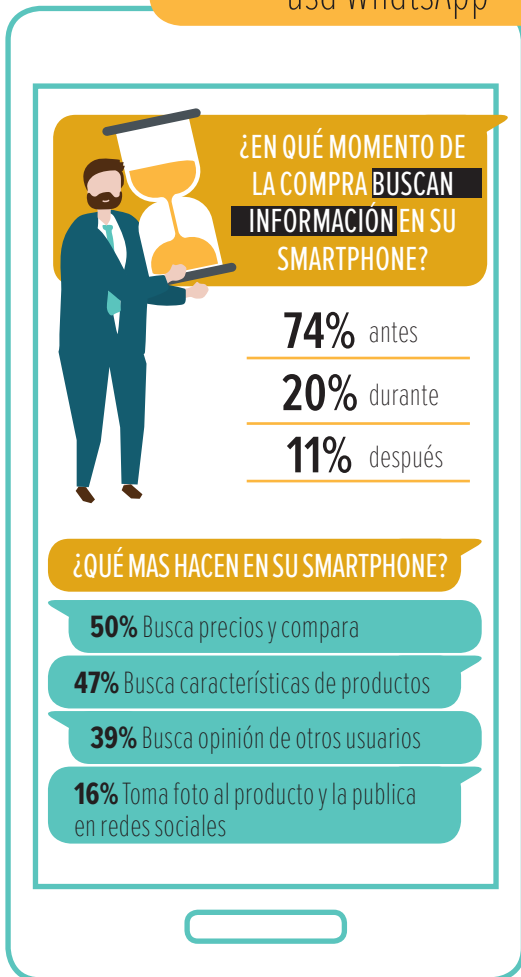 usa WhatsApp
¿EN QUÉ MOMENTO DE
LA COMPRA BUSCAN
INFORMACIÓN EN SU
SMARTPHONE?
74% antes
20% durante
11% después
¿QUÉ MAS HACEN EN SU SMARTPHONE?
50% Busca precios y compara
47% Busca características de productos
39% Busca opinión de otros usuarios
16% Toma foto al producto y la publica
en redes sociales